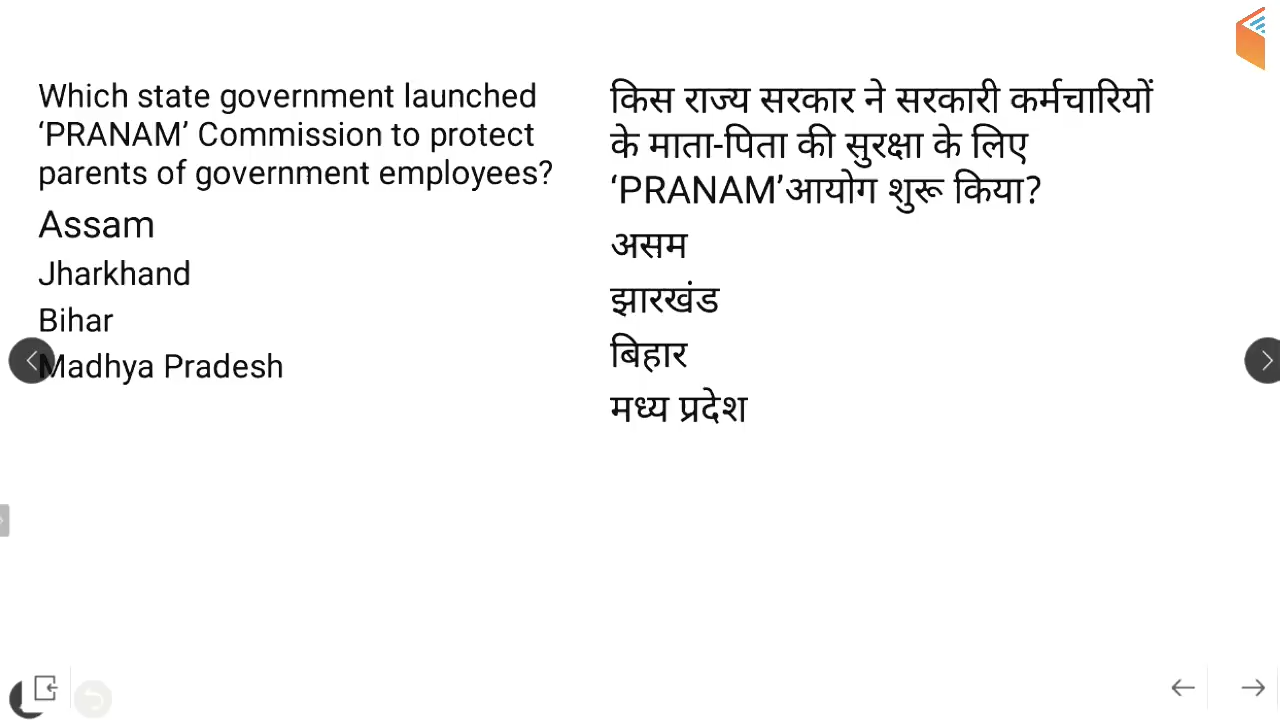 Which state government launched
‘PRANAM’ Commission to protect
parents of government employees?
Assam
Jharkhand
Bihar
Madhya Pradesh
किस राज्य सरकार ने सरकारी कर्मचारियों
के माता-पिता की सुरक्षा के लिए
‘PRANAM’आयोग शुरू किया?
असम
झारखंड
बिहार
मध्य प्रदेश